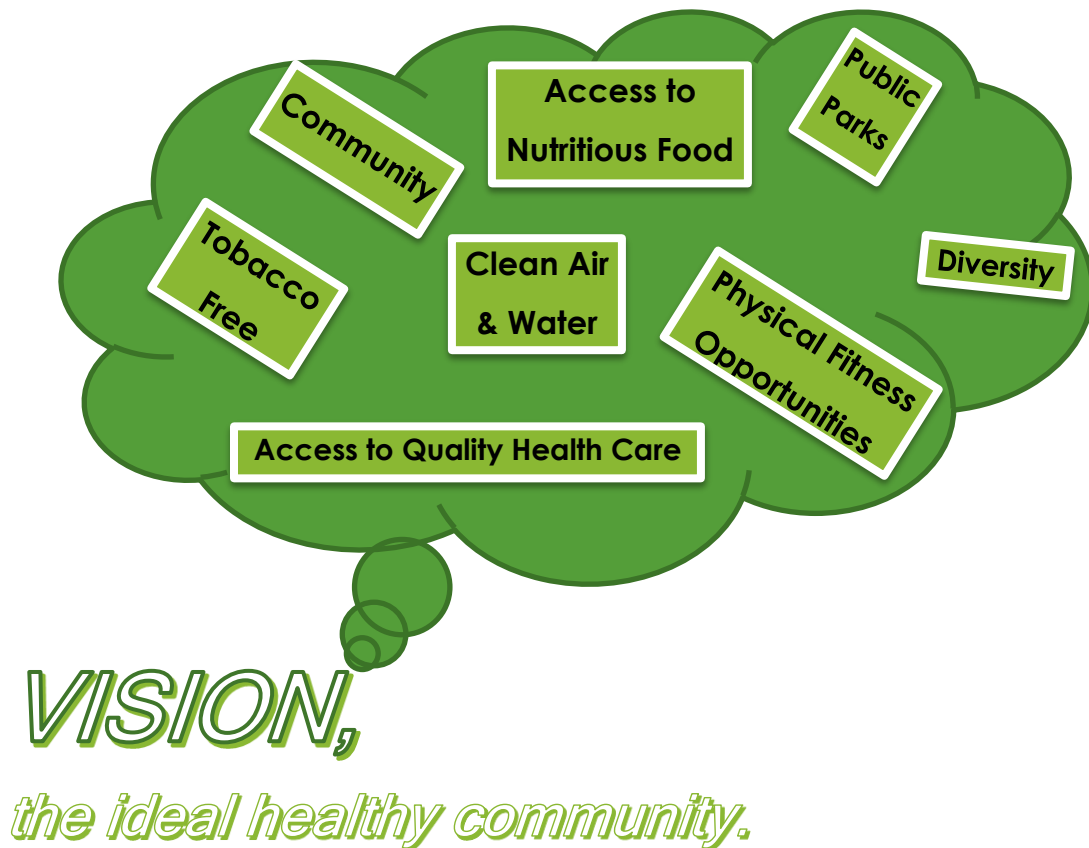 Community
Access to
Nutritious Food
Public
Parks
Tobacco
Free
Clean Air
& Water
Physical Fitness
Opportunities
Diversity
Access to Quality Health Care
VISION,
the ideal healthy community.